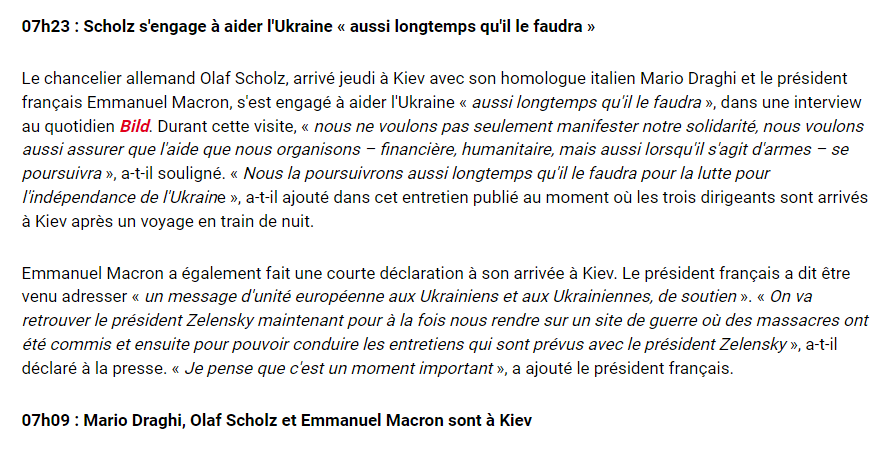 07h23 : Scholz s'engage à aider l'Ukraine « aussi longtemps qu'il le faudra »
Le chancelier allemand Olaf Scholz, arrivé jeudi à Kiev avec son homologue italien Mario Draghi et le président
français Emmanuel Macron, s'est engagé à aider l'Ukraine « aussi longtemps qu'il le faudra », dans une interview
au quotidien Bild. Durant cette visite, « nous ne voulons pas seulement manifester notre solidarité, nous voulons
aussi assurer que l'aide que nous organisons – financière, humanitaire, mais aussi lorsqu'il s'agit d'armes – se
poursuivra », a-t-il souligné. « Nous la poursuivrons aussi longtemps qu'il le faudra pour la lutte pour
l'indépendance de l'Ukraine », a-t-il ajouté dans cet entretien publié au moment où les trois dirigeants sont arrivés
à Kiev après un voyage en train de nuit.
Emmanuel Macron a également fait une courte déclaration à son arrivée à Kiev. Le président français a dit être
venu adresser « un message d'unité européenne aux Ukrainiens et aux Ukrainiennes, de soutien ». « On va
retrouver le président Zelensky maintenant pour à la fois nous rendre sur un site de guerre où des massacres ont
été commis et ensuite pour pouvoir conduire les entretiens qui sont prévus avec le président Zelensky », a-t-il
déclaré à la presse. « Je pense que c'est un moment important », a ajouté le président français.
07h09 : Mario Draghi, Olaf Scholz et Emmanuel Macron sont à Kiev